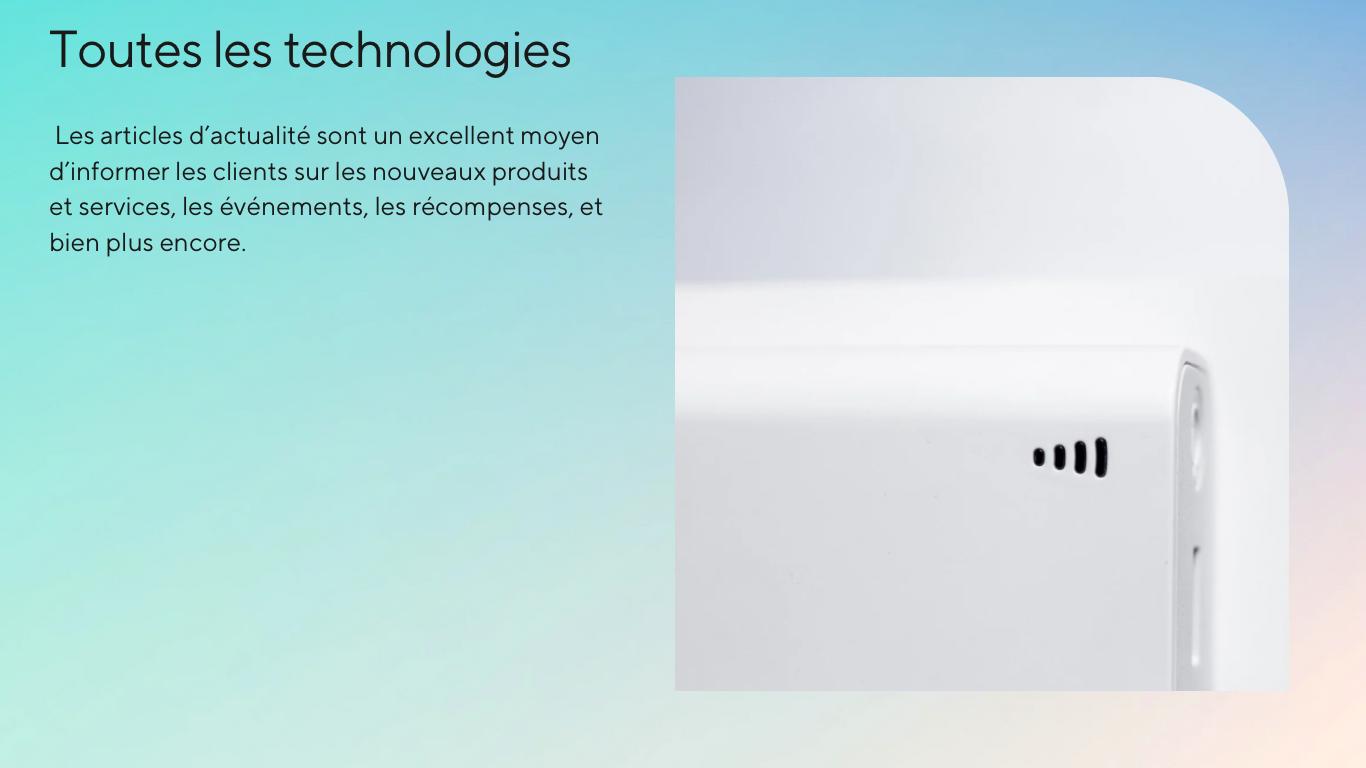 Toutes les technologies
Les articles d’actualité sont un excellent moyen
d’informer les clients sur les nouveaux produits
et services, les événements, les récompenses, et
bien plus encore.